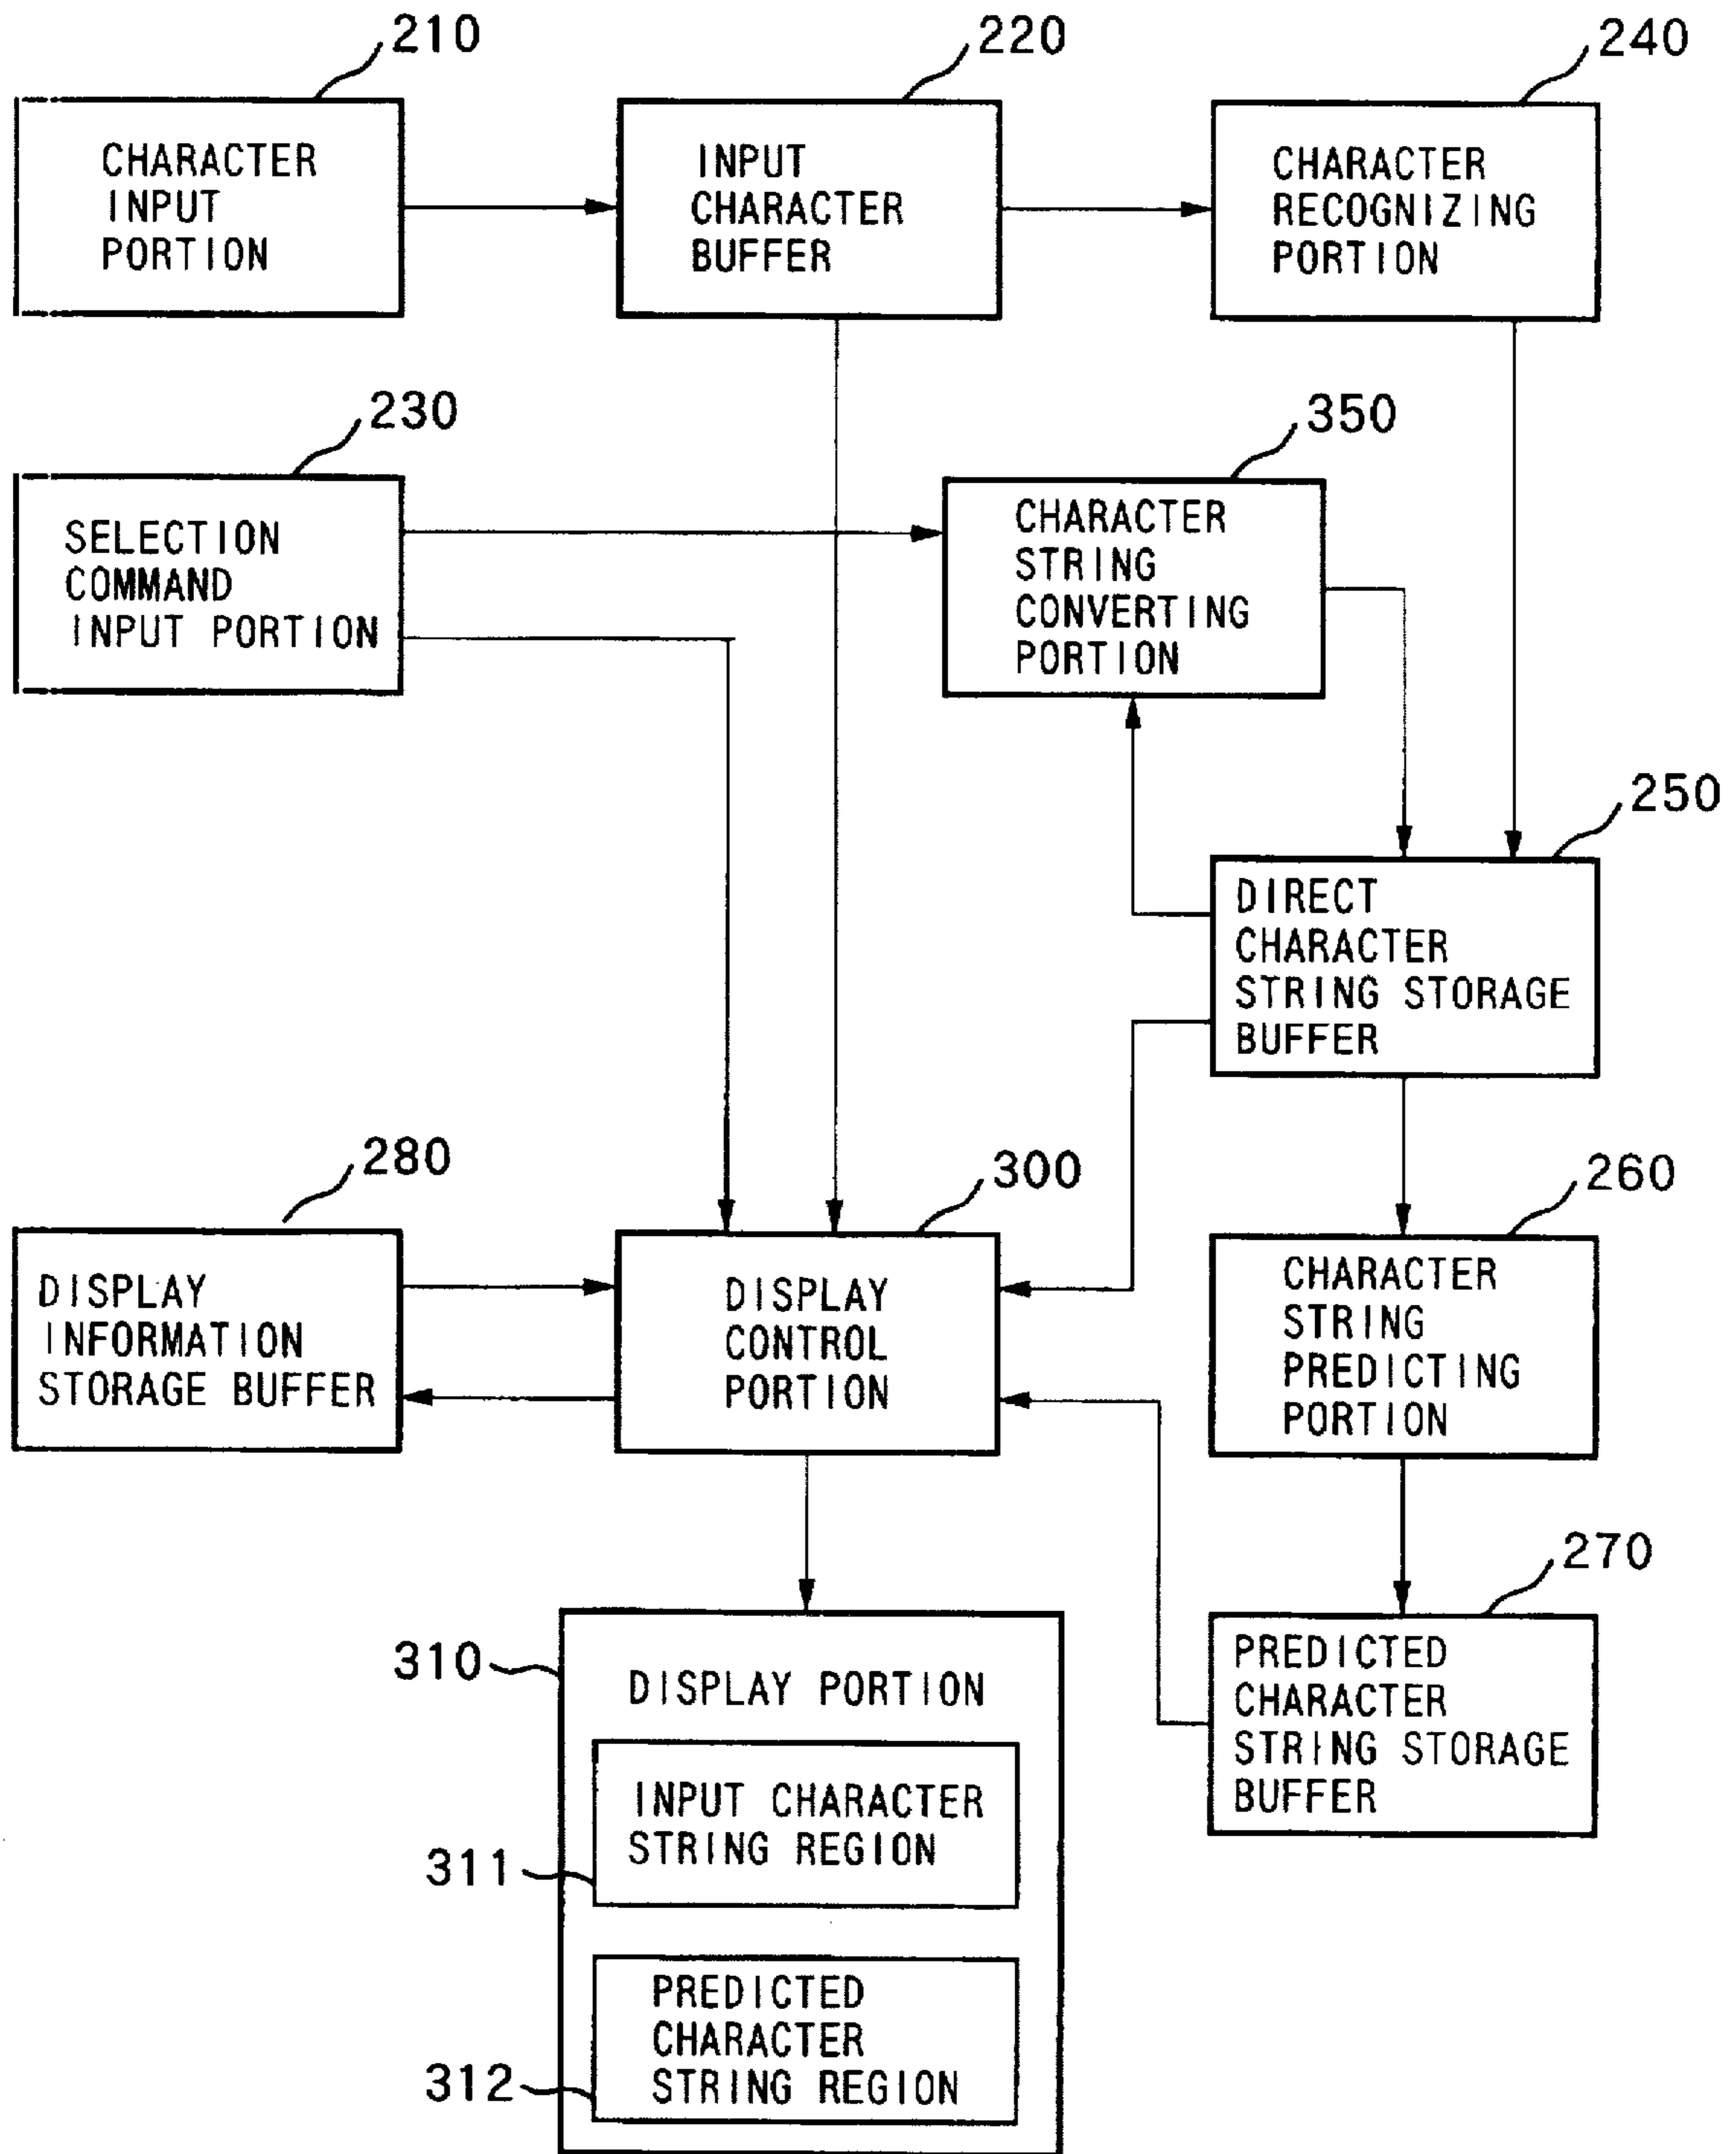 210
220
240
CHARACTER
INPUT
PORTION
INPUT
CHARACTER
BUFFER
CHARACTER
RECOGNIZING
PORTION
230
350
SELECTION
COMMAND
INPUT PORTION
CHARACTER
STRING
CONVERTING
PORTION
250
DIRECT
CHARACTER
STRING STORAGE
BUFFER
280
300
260
DISPLAY
INFORMATION
STORAGE BUFFER
DISPLAY
CONTROL
PORTION
CHARACTER
STRING
PREDICTING
PORTION
270
310
DISPLAY PORTION
PREDICTED
CHARACTER
STRING STORAGE
BUFFER
INPUT CHARACTER
STRING REGION
311
PREDICTED
CHARACTER
STRING REGION
312